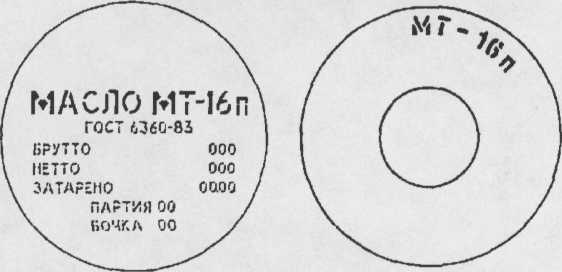 МАСЛО МТ-16п
ГОСТ 6360-83
БРУТТО 000
НЕТТО 000
ЗАТАРЕНО 00.00
ПАРТИЯ 00
БОЧКА 00
МТ-16п